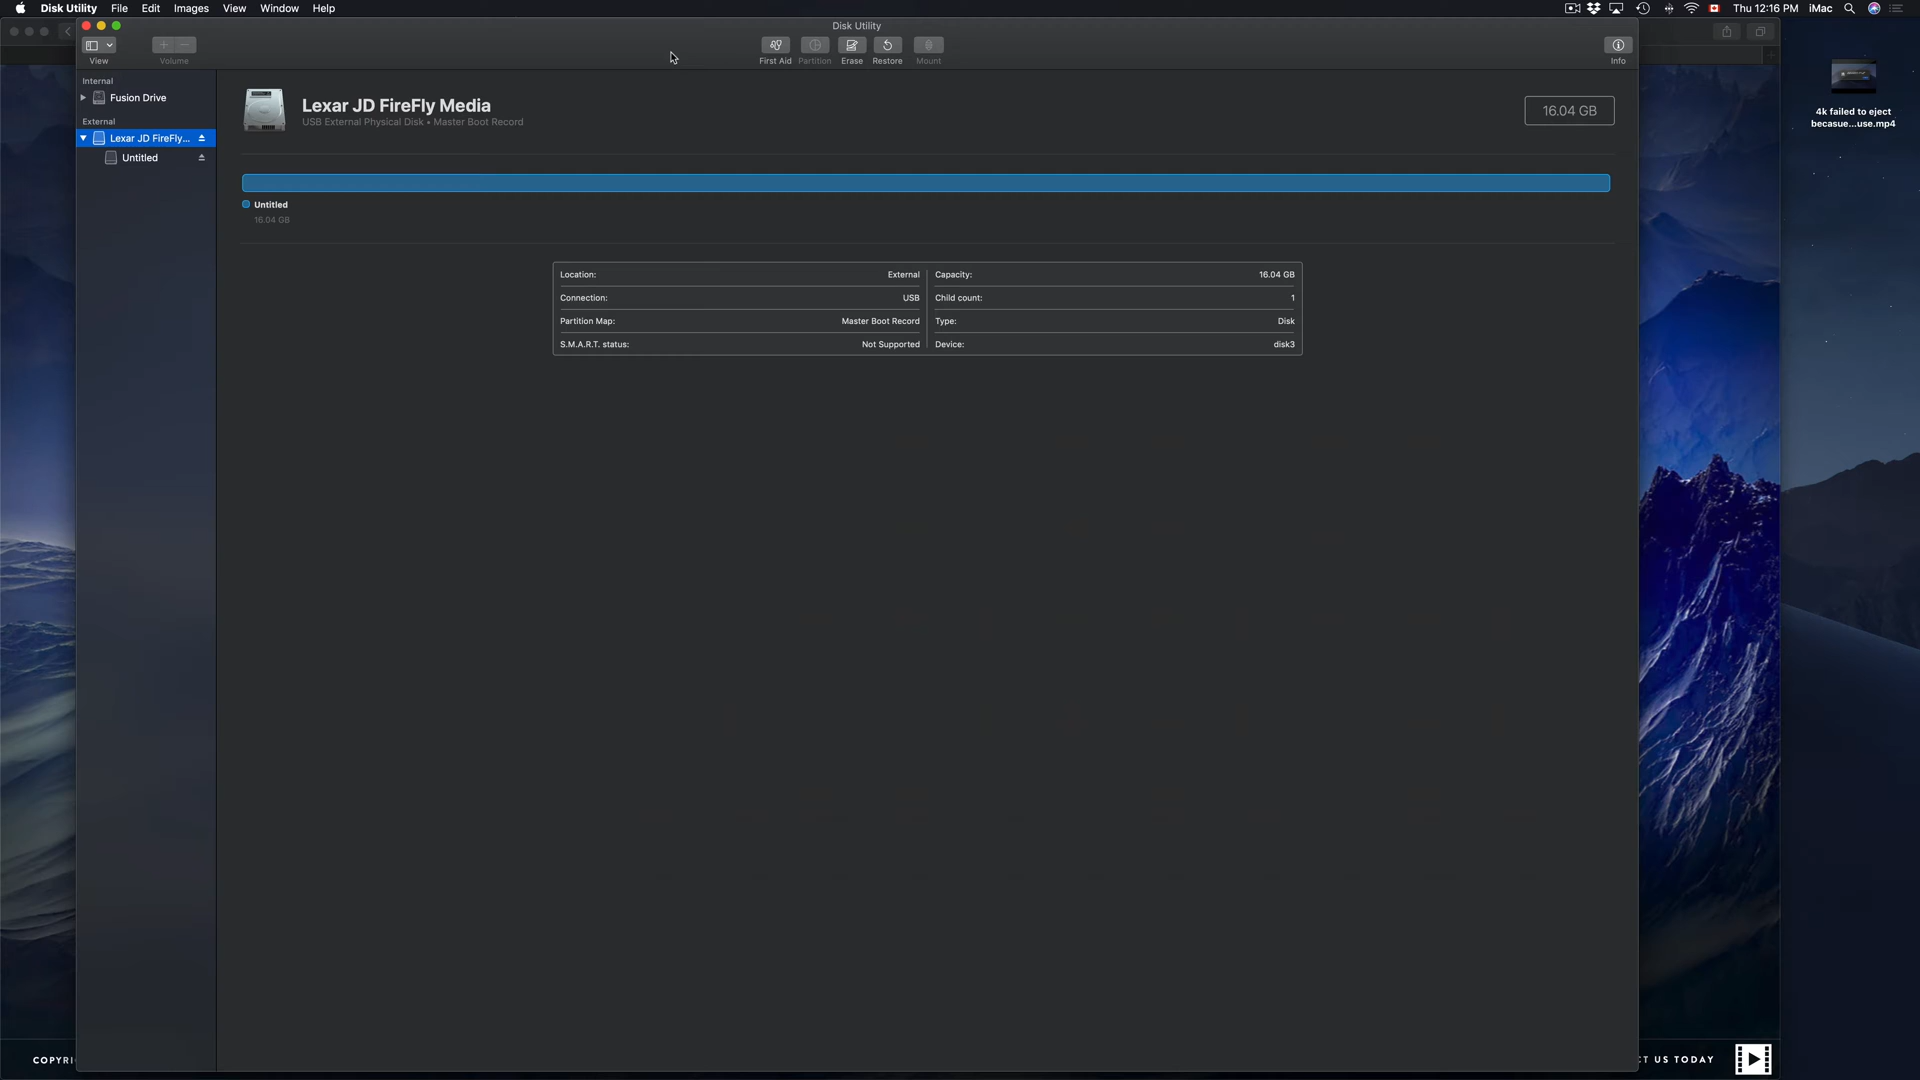 Disk Utility File Edit Images View Window Help Thu 12:16 PM iMac
Disk Utility
View Volume First Aid Partition Erase Restore Mount Info
Internal
Fusion Drive
External
Lexar JD FireFly...
Untitled
Lexar JD FireFly Media
USB External Physical Disk • Master Boot Record
16.04 GB
Untitled
16.04 GB
Location: External
Connection: USB
Partition Map: Master Boot Record
S.M.A.R.T. status: Not Supported
Capacity: 16.04 GB
Child count: 1
Type: Disk
Device: disk3
4k failed to eject
becasue...use.mp4
COPYRI
CT US TODAY